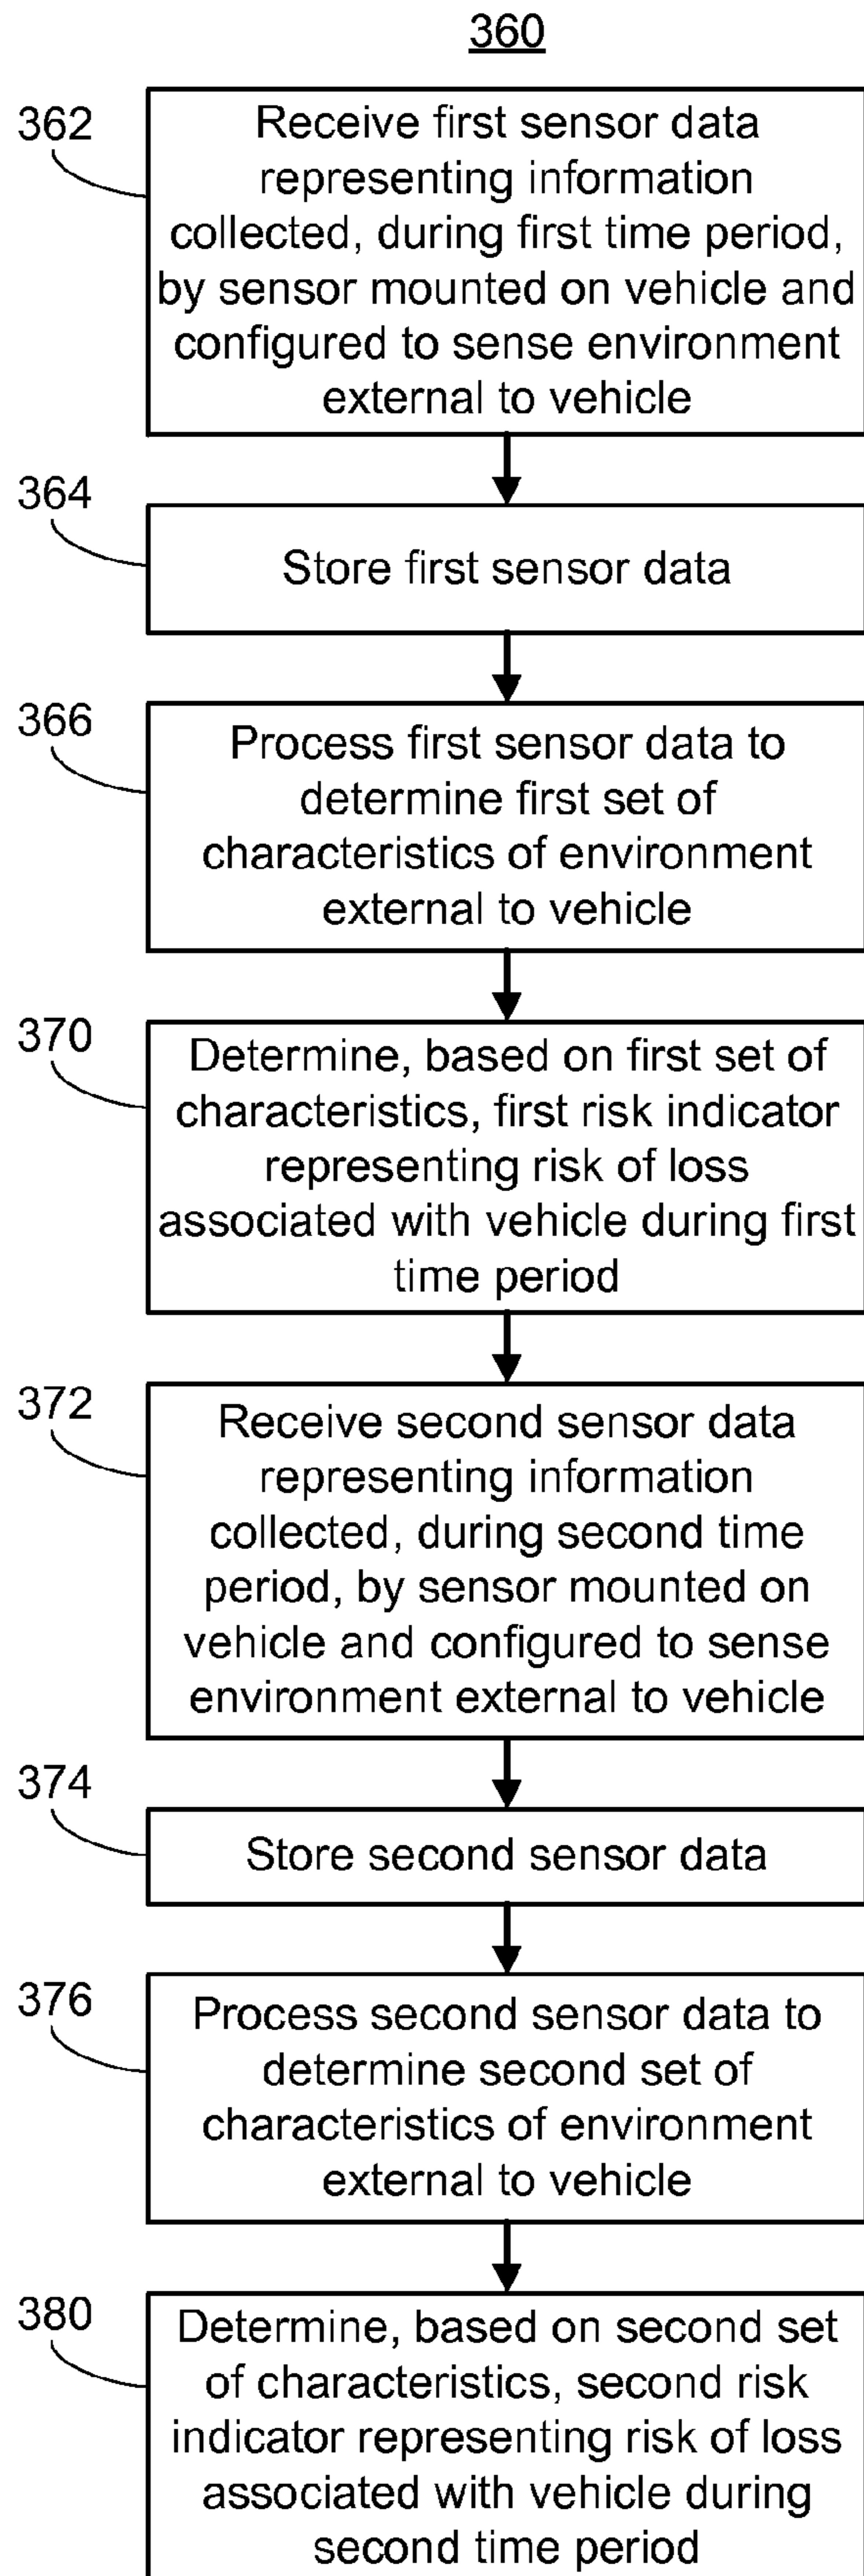 360
362
Receive first sensor data
representing information
collected, during first time period,
by sensor mounted on vehicle and
configured to sense environment
external to vehicle
364
Store first sensor data
366
Process first sensor data to
determine first set of
characteristics of environment
external to vehicle
370
Determine, based on first set of
characteristics, first risk indicator
representing risk of loss
associated with vehicle during first
time period
372
Receive second sensor data
representing information
collected, during second time
period, by sensor mounted on
vehicle and configured to sense
environment external to vehicle
374
Store second sensor data
376
Process second sensor data to
determine second set of
characteristics of environment
external to vehicle
380
Determine, based on second set
of characteristics, second risk
indicator representing risk of loss
associated with vehicle during
second time period